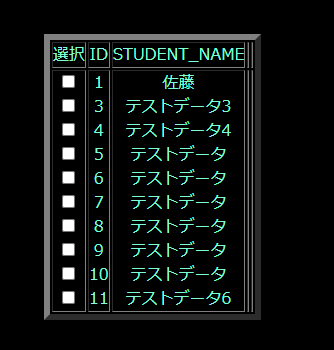 選択 ID STUDENT_NAME
1 佐藤
3 テストデータ3
4 テストデータ4
5 テストデータ
6 テストデータ
7 テストデータ
8 テストデータ
9 テストデータ
10 テストデータ
11 テストデータ6